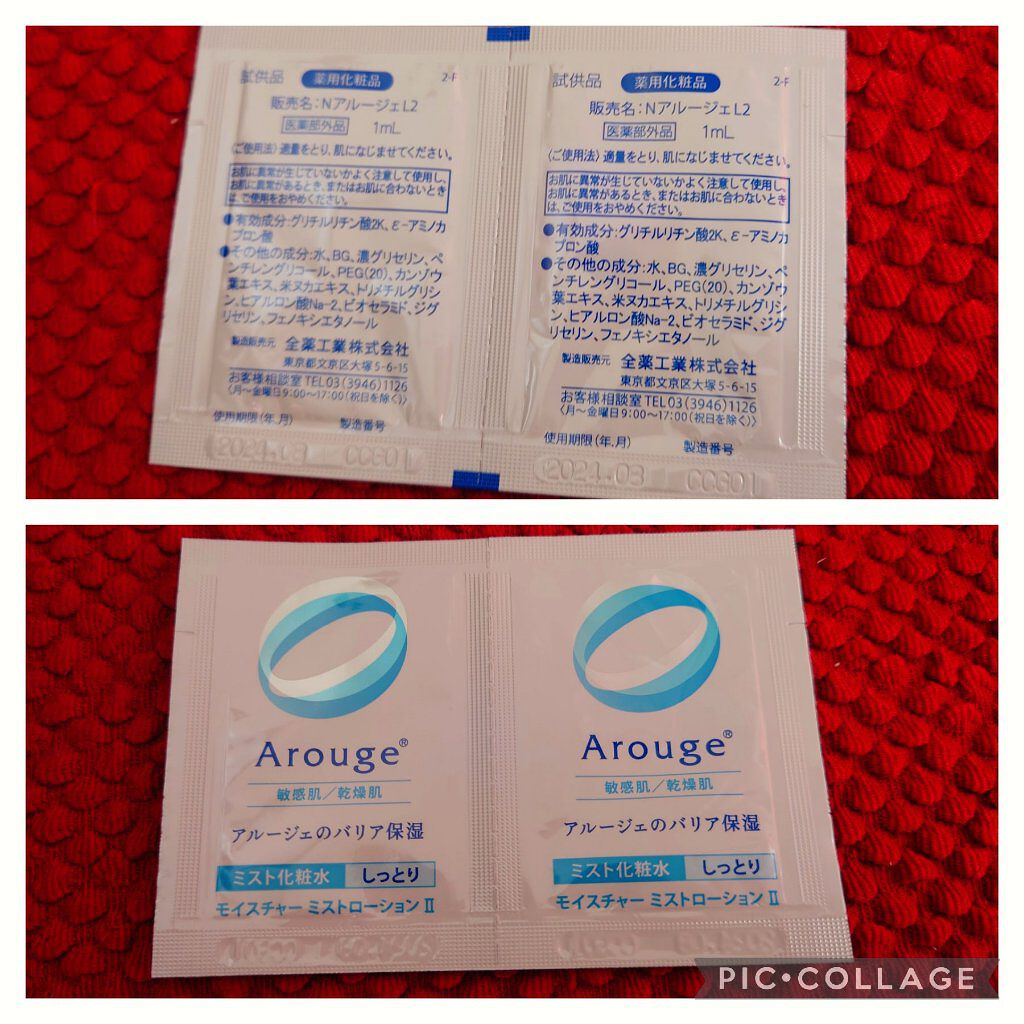 試供品 薬用化粧品 2-F
販売名:NアルージェL2
医薬部外品 1mL
〈ご使用法〉適量をとり、肌になじませてください。
お肌に異常が生じていないかよく注意して使用し、
お肌に異常があるとき、またはお肌に合わないとき
は、ご使用をおやめください。
●有効成分:グリチルリチン酸2K、ε-アミノカ
プロン酸
●その他の成分:水、BG、濃グリセリン、ペ
ンチレングリコール、PEG(20)、カンゾウ
葉エキス、米ヌカエキス、トリメチルグリシ
ン、ヒアルロン酸Na-2、ビオセラミド、ジグ
リセリン、フェノキシエタノール
製造販売元 全薬工業株式会社
東京都文京区大塚5-6-15
お客様相談室 TEL03(3946)1126
〈月〜金曜日9:00〜17:00(祝日を除く)〉
使用期限(年.月) 製造番号
2024.08 CCG01
試供品 薬用化粧品 2-F
販売名:NアルージェL2
医薬部外品 1mL
〈ご使用法〉適量をとり、肌になじませてください。
お肌に異常が生じていないかよく注意して使用し、
お肌に異常があるとき、またはお肌に合わないとき
は、ご使用をおやめください。
●有効成分:グリチルリチン酸2K、ε-アミノカ
プロン酸
●その他の成分:水、BG、濃グリセリン、ペ
ンチレングリコール、PEG(20)、カンゾウ
葉エキス、米ヌカエキス、トリメチルグリシ
ン、ヒアルロン酸Na-2、ビオセラミド、ジグ
リセリン、フェノキシエタノール
製造販売元 全薬工業株式会社
東京都文京区大塚5-6-15
お客様相談室 TEL03(3946)1126
〈月〜金曜日9:00〜17:00(祝日を除く)〉
使用期限(年.月) 製造番号
2024.08 CCG01
Arouge®
敏感肌/乾燥肌
アルージェのバリア保湿
ミスト化粧水 しっとり
モイスチャー ミストローションⅡ
Arouge®
敏感肌/乾燥肌
アルージェのバリア保湿
ミスト化粧水 しっとり
モイスチャー ミストローションⅡ
PIC•COLLAGE